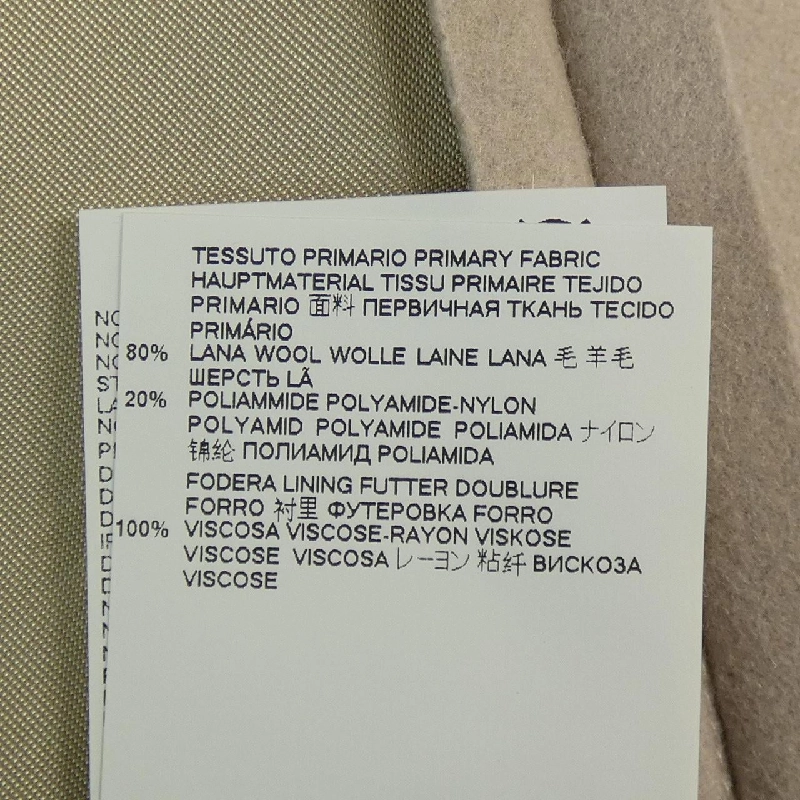 TESSUTO PRIMARIO PRIMARY FABRIC
HAUPTMATERIAL TISSU PRIMAIRE TEJIDO
PRIMARIO 面料 ПЕРВИЧНАЯ ТКАНЬ TECIDO
PRIMÁRIO
80% LANA WOOL WOLLE LAINE LANA 毛 羊毛
ШЕРСТЬ LÃ
20% POLIAMMIDE POLYAMIDE-NYLON
POLYAMID POLYAMIDE POLIAMIDA ナイロン
锦纶 ПОЛИАМИД POLIAMIDA
FODERA LINING FUTTER DOUBLURE
FORRO 衬里 ФУТЕРОВКА FORRO
100% VISCOSA VISCOSE-RAYON VISKOSE
VISCOSE VISCOSA レーヨン 粘纤 ВИСКОЗА
VISCOSE